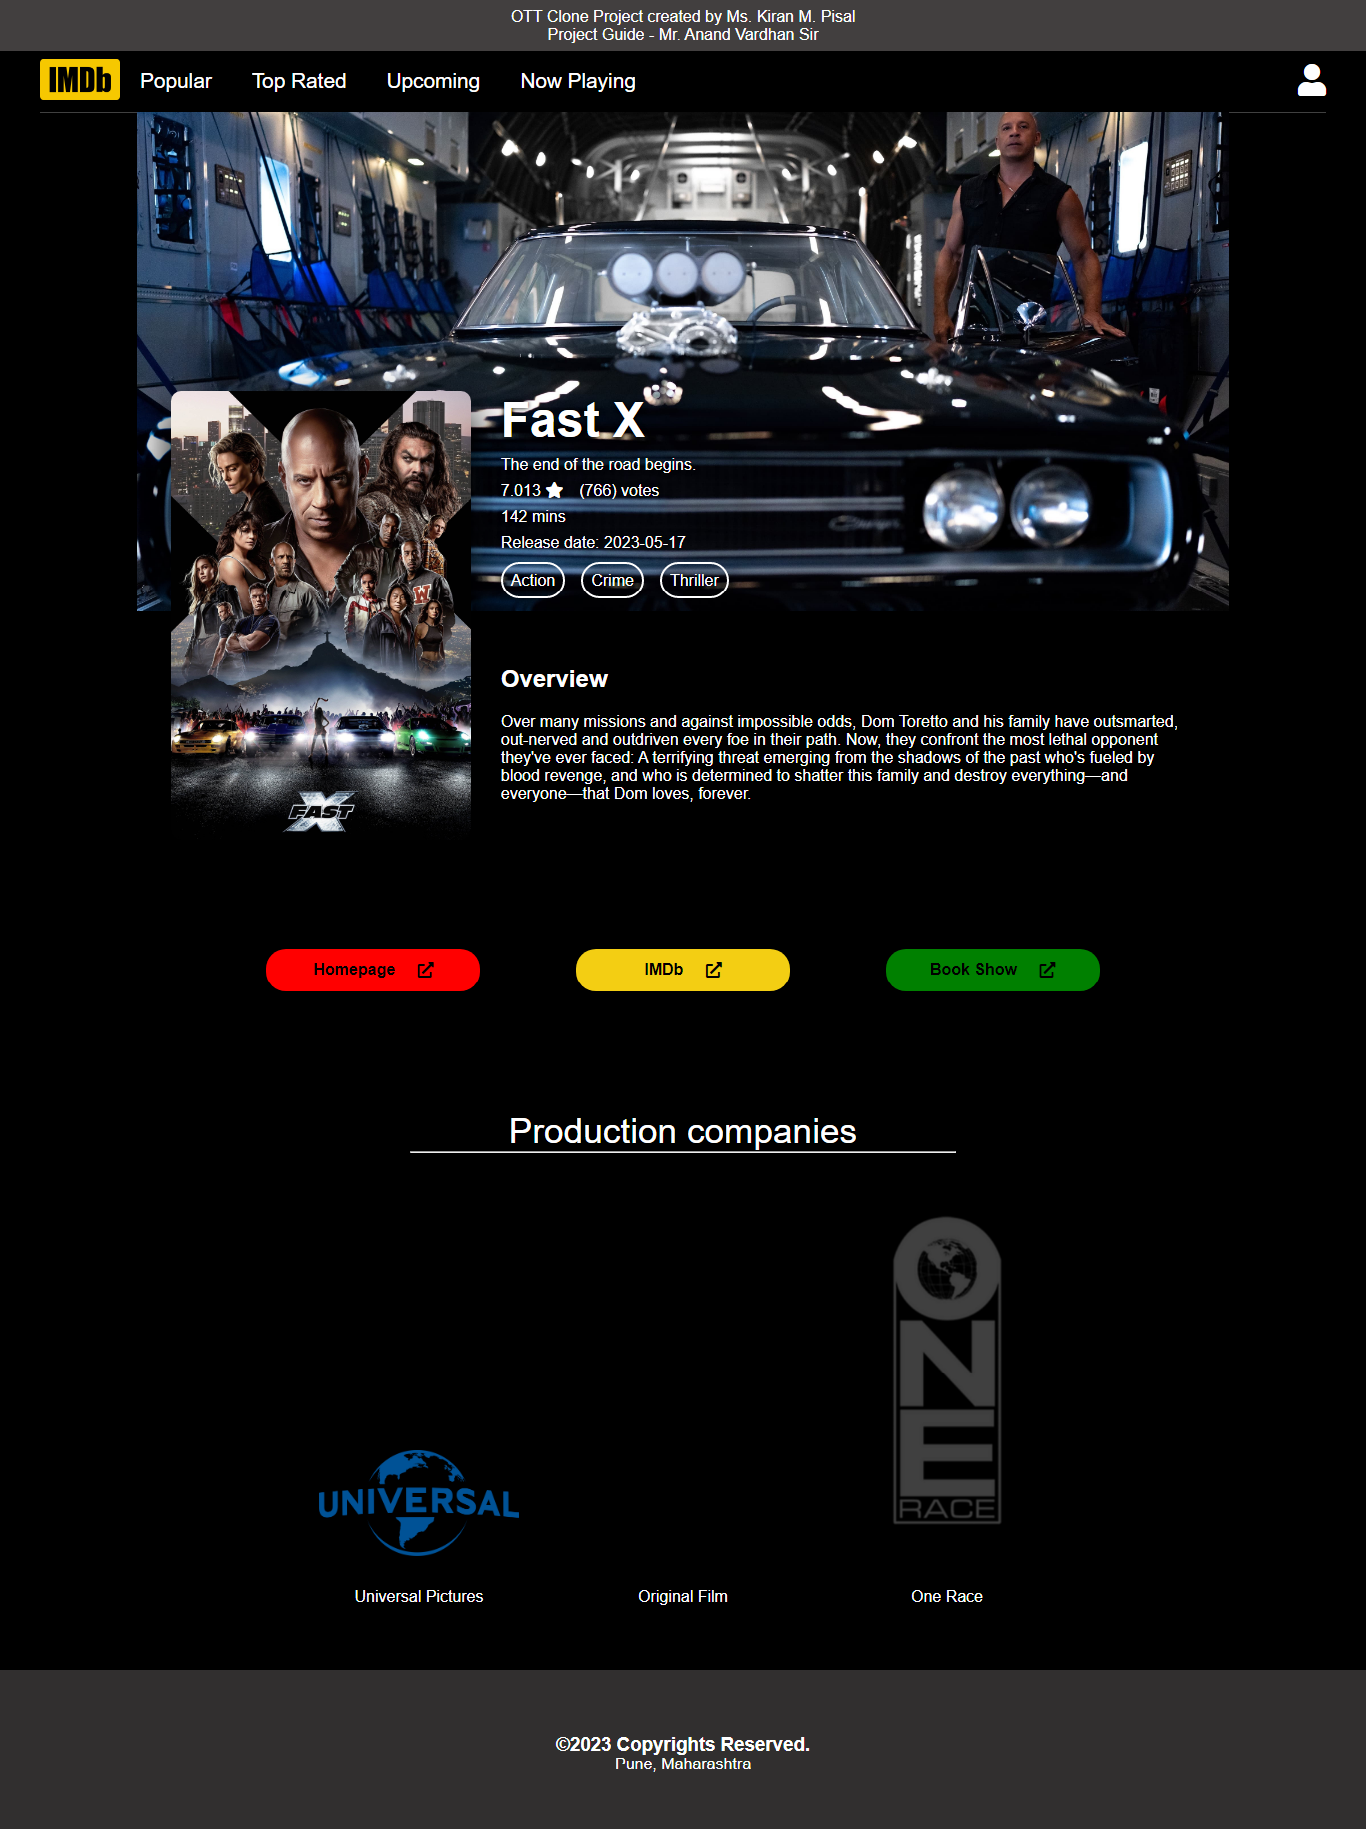 OTT Clone Project created by Ms. Kiran M. Pisal
Project Guide - Mr. Anand Vardhan Sir
IMDb
Popular
Top Rated
Upcoming
Now Playing
Fast X
The end of the road begins.
7.013 (766) votes
142 mins
Release date: 2023-05-17
Action
Crime
Thriller
W
FAST X
Overview
Over many missions and against impossible odds, Dom Toretto and his family have outsmarted,
out-nerved and outdriven every foe in their path. Now, they confront the most lethal opponent
they've ever faced: A terrifying threat emerging from the shadows of the past who's fueled by
blood revenge, and who is determined to shatter this family and destroy everything—and
everyone—that Dom loves, forever.
Homepage
IMDb
Book Show
Production companies
UNIVERSAL
ONE
RACE
Universal Pictures
Original Film
One Race
©2023 Copyrights Reserved.
Pune, Maharashtra